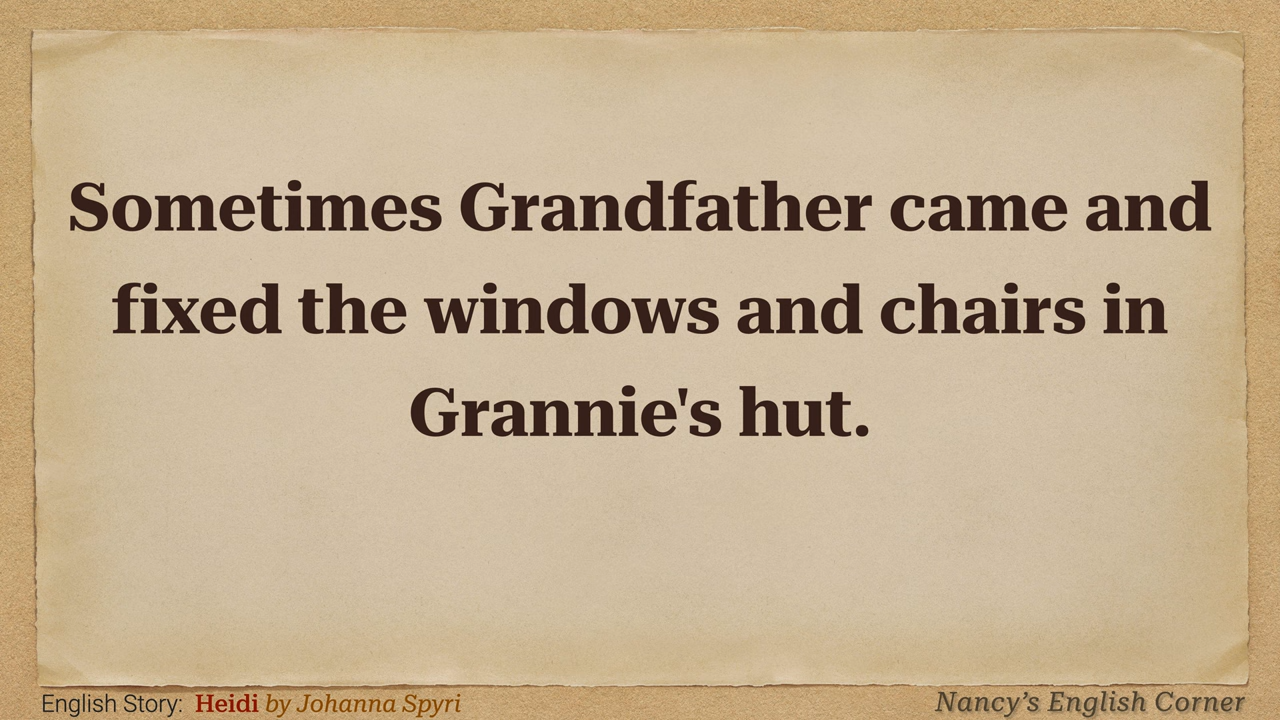 Sometimes Grandfather came and
fixed the windows and chairs in
Grannie's hut.
English Story: Heidi by Johanna Spyri
Nancy’s English Corner